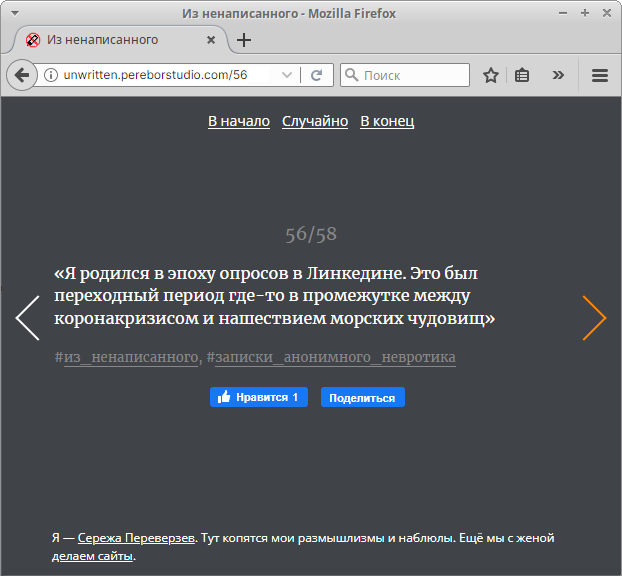 Из ненаписанного - Mozilla Firefox
Из ненаписанного
unwritten.pereborstudio.com/56
Поиск
В начало Случайно В конец
56/58
«Я родился в эпоху опросов в Линкедине. Это был
переходный период где-то в промежутке между
коронакризисом и нашествием морских чудовищ»
#из_ненаписанного, #записки_анонимного_невротика
Нравится 1 Поделиться
Я — Сережа Переверзев. Тут копятся мои размышлизмы и наблюлы. Ещё мы с женой
делаем сайты.